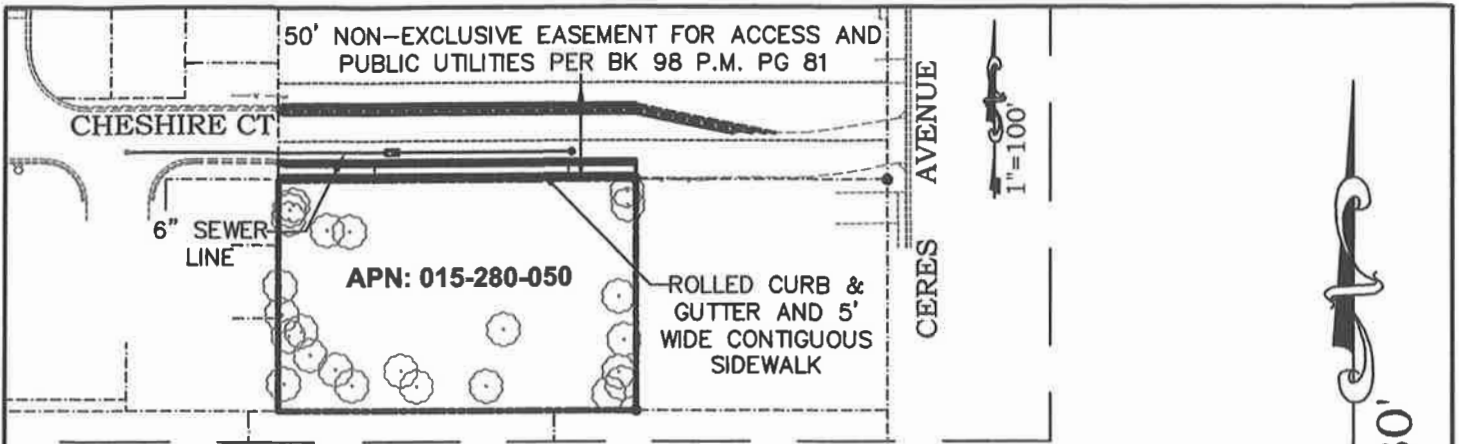 50' NON-EXCLUSIVE EASEMENT FOR ACCESS AND
PUBLIC UTILITIES PER BK 98 P.M. PG 81
CHESHIRE CT
6" SEWER
LINE
APN: 015-280-050
ROLLED CURB &
GUTTER AND 5'
WIDE CONTIGUOUS
SIDEWALK
CERES AVENUE
1"=100'